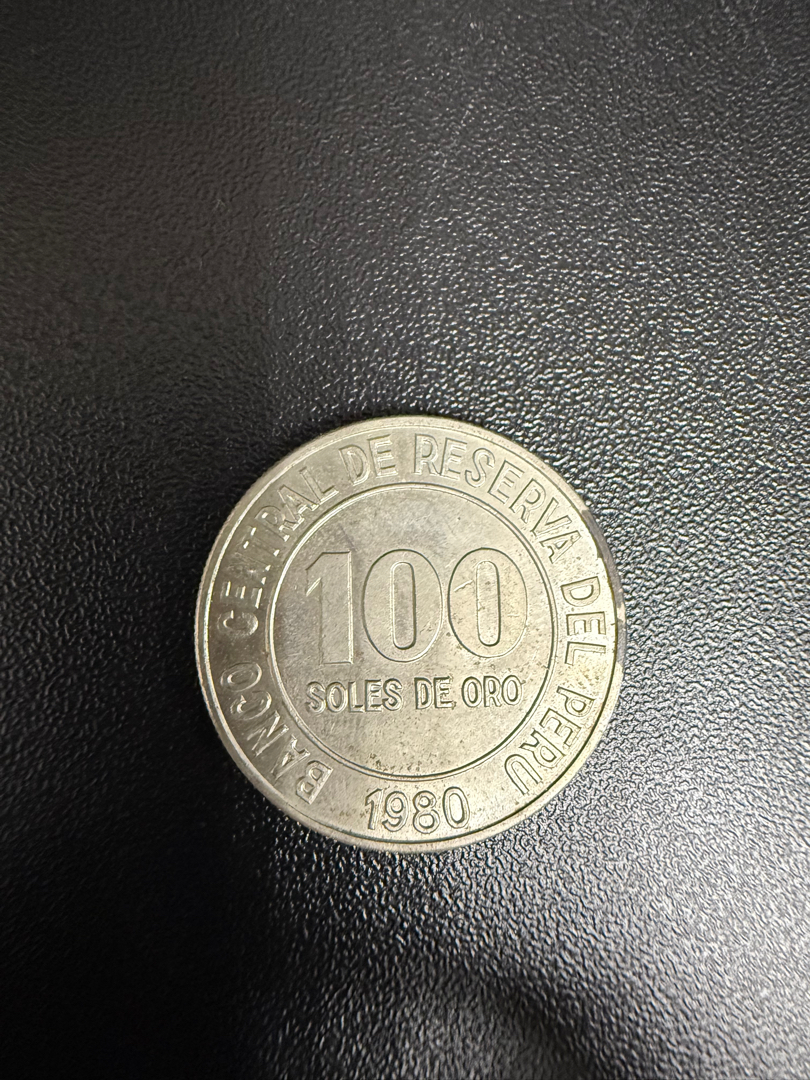 BANCO CENTRAL DE RESERVA DEL PERU
100
SOLES DE ORO
1980